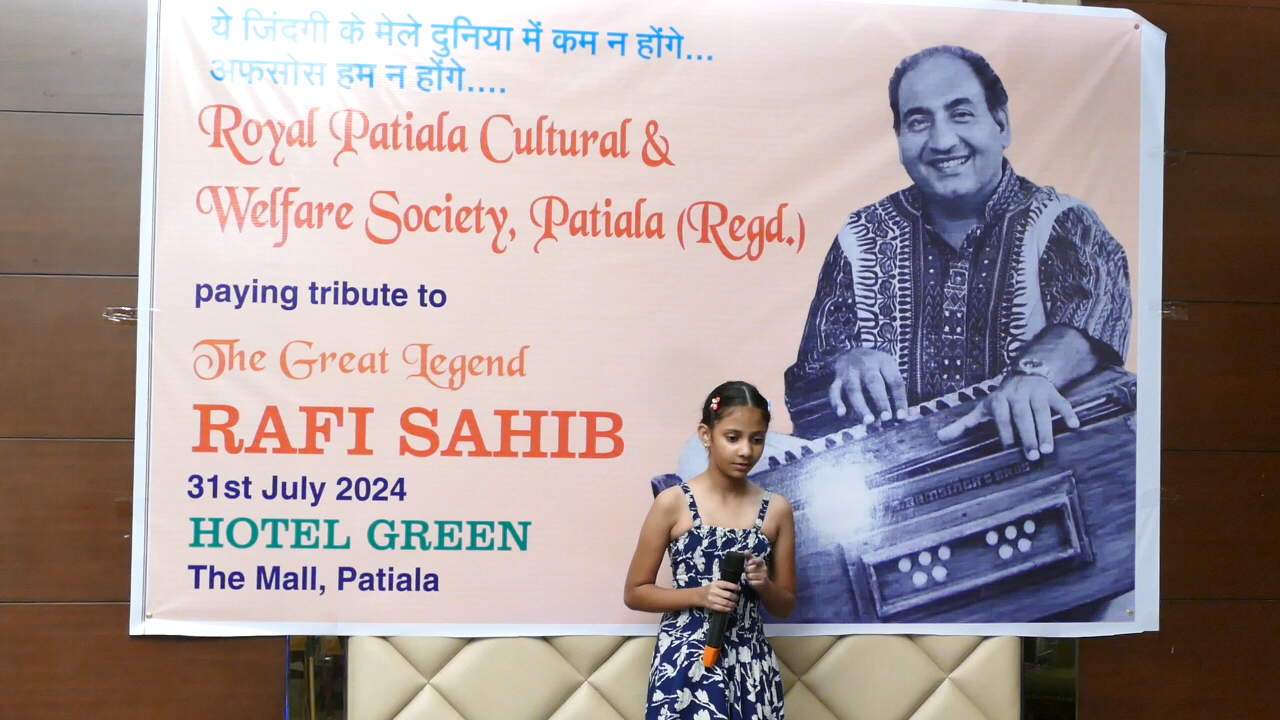 ये जिंदगी के मेले दुनिया में कम न होंगे...
अफसोस हम न होंगे....
Royal Patiala Cultural &
Welfare Society, Patiala (Regd.)
paying tribute to
The Great Legend
RAFI SAHIB
31st July 2024
HOTEL GREEN
The Mall, Patiala